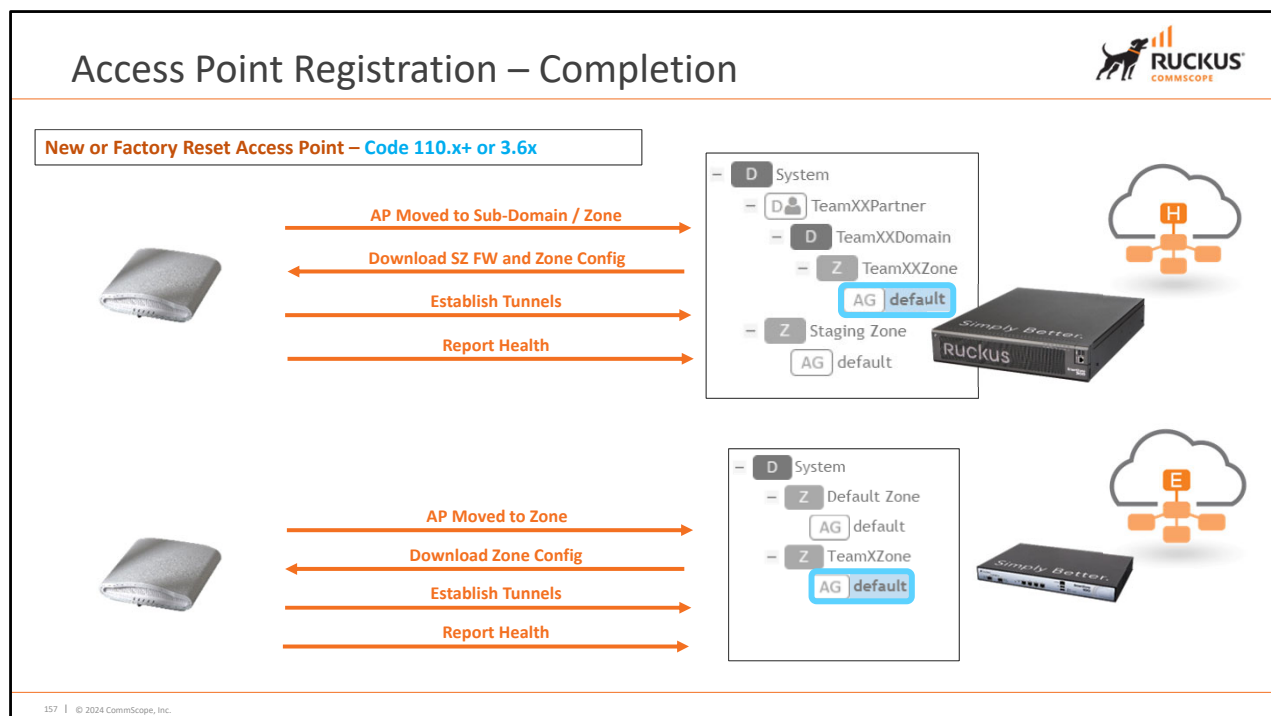 Access Point Registration – Completion
RUCKUS
COMMSCOPE
New or Factory Reset Access Point – Code 110.x+ or 3.6x
AP Moved to Sub-Domain / Zone
Download SZ FW and Zone Config
Establish Tunnels
Report Health
– D System
– D TeamXXPartner
– D TeamXXDomain
– Z TeamXXZone
AG default
– Z Staging Zone
AG default
Simply Better.
Ruckus
H
AP Moved to Zone
Download Zone Config
Establish Tunnels
Report Health
– D System
– Z Default Zone
AG default
– Z TeamXZone
AG default
Simply Better.
E
157 | © 2024 CommScope, Inc.